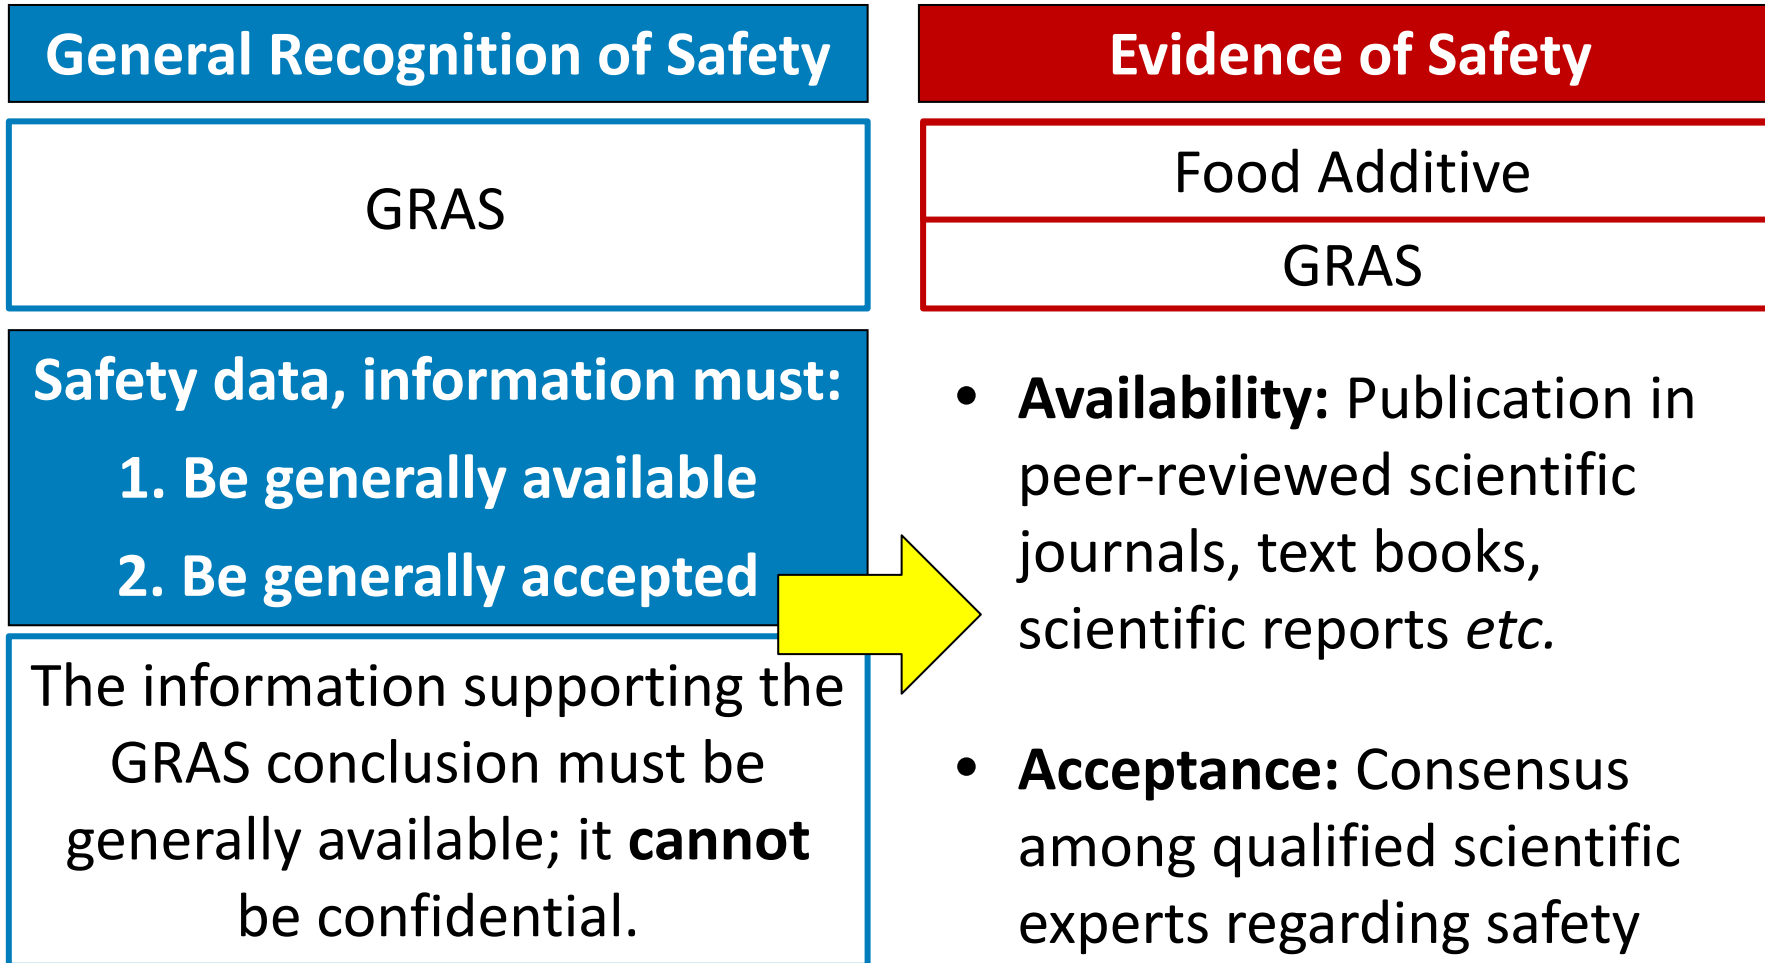 General Recognition of Safety
GRAS
Safety data, information must:
1. Be generally available
2. Be generally accepted
The information supporting the
GRAS conclusion must be
generally available; it cannot
be confidential.
Evidence of Safety
Food Additive
GRAS
• Availability: Publication in
peer-reviewed scientific
journals, text books,
scientific reports etc.
• Acceptance: Consensus
among qualified scientific
experts regarding safety